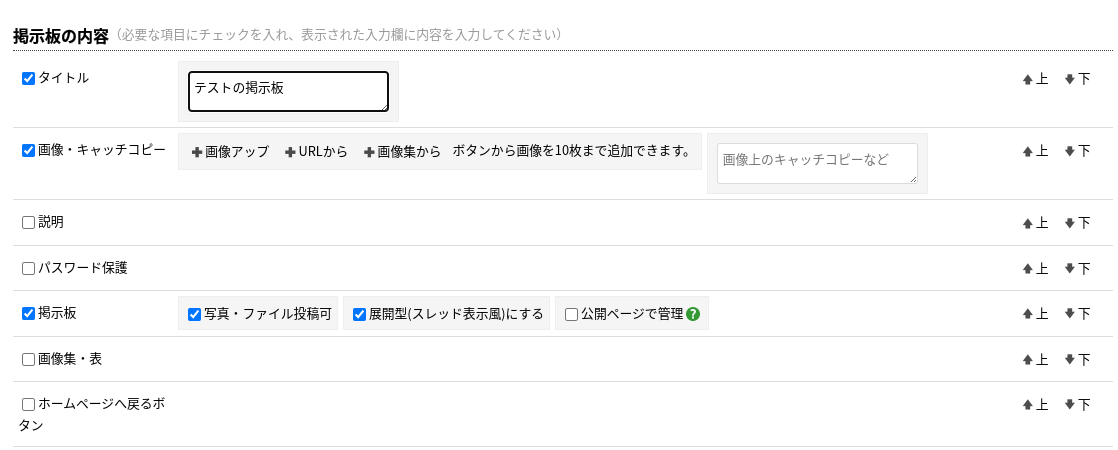 掲示板の内容（必要な項目にチェックを入れ、表示された入力欄に内容を入力してください）
タイトル テストの掲示板 上 下
画像・キャッチコピー 画像アップ URLから 画像集から ボタンから画像を10枚まで追加できます。 画像上のキャッチコピーなど 上 下
説明 上 下
パスワード保護 上 下
掲示板 写真・ファイル投稿可 展開型(スレッド表示風)にする 公開ページで管理 ? 上 下
画像集・表 上 下
ホームページへ戻るボ 上 下
タン